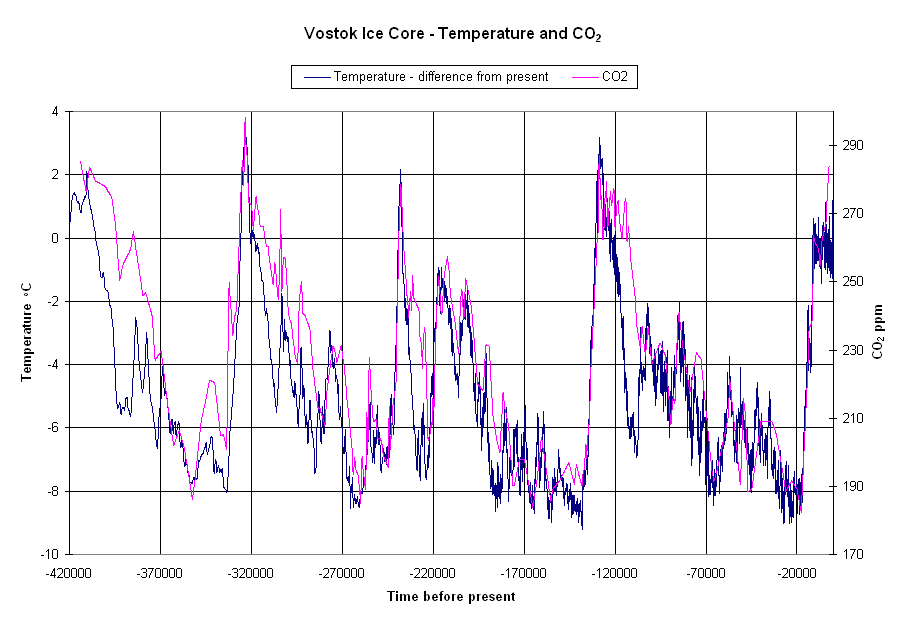 Vostok Ice Core - Temperature and CO₂
Temperature - difference from present
CO2
4
2
0
-2
-4
-6
-8
-10
Temperature °C
290
270
250
230
210
190
170
CO₂ ppm
-420000 -370000 -320000 -270000 -220000 -170000 -120000 -70000 -20000
Time before present